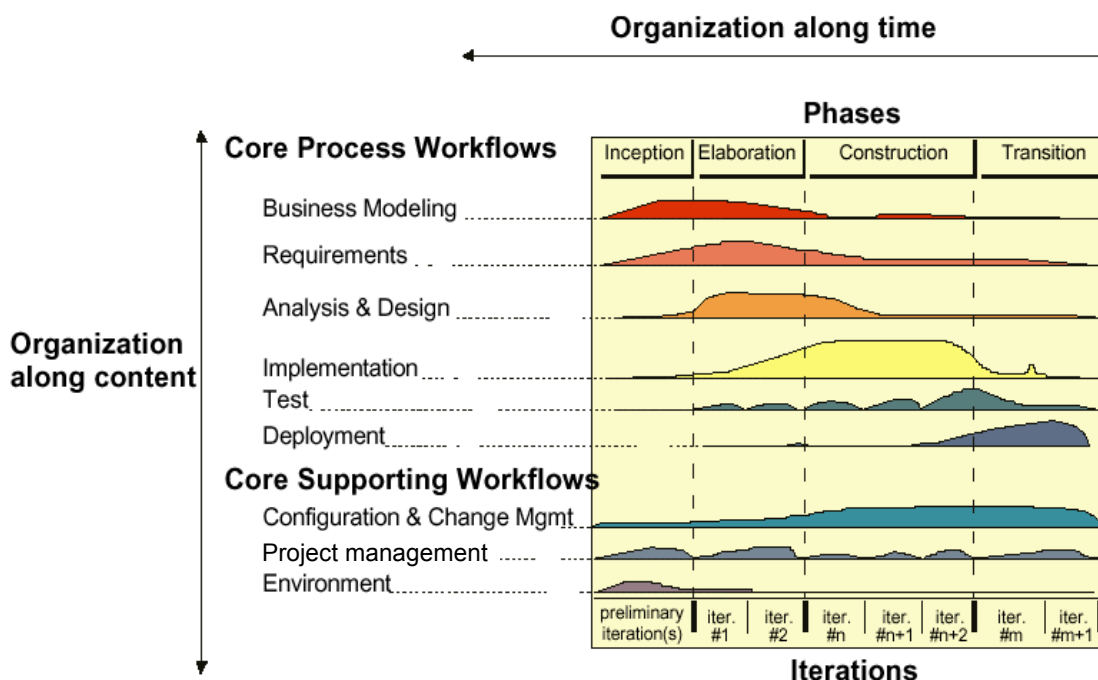 Organization along time
Phases
Core Process Workflows
Inception
Elaboration
Construction
Transition
Business Modeling
Requirements
Analysis & Design
Organization
along content
Implementation
Test
Deployment
Core Supporting Workflows
Configuration & Change Mgmt
Project management
Environment
preliminary
iteration(s)
iter.
#1
iter.
#2
iter.
#n
iter.
#n+1
iter.
#n+2
iter.
#m
iter.
#m+1
Iterations